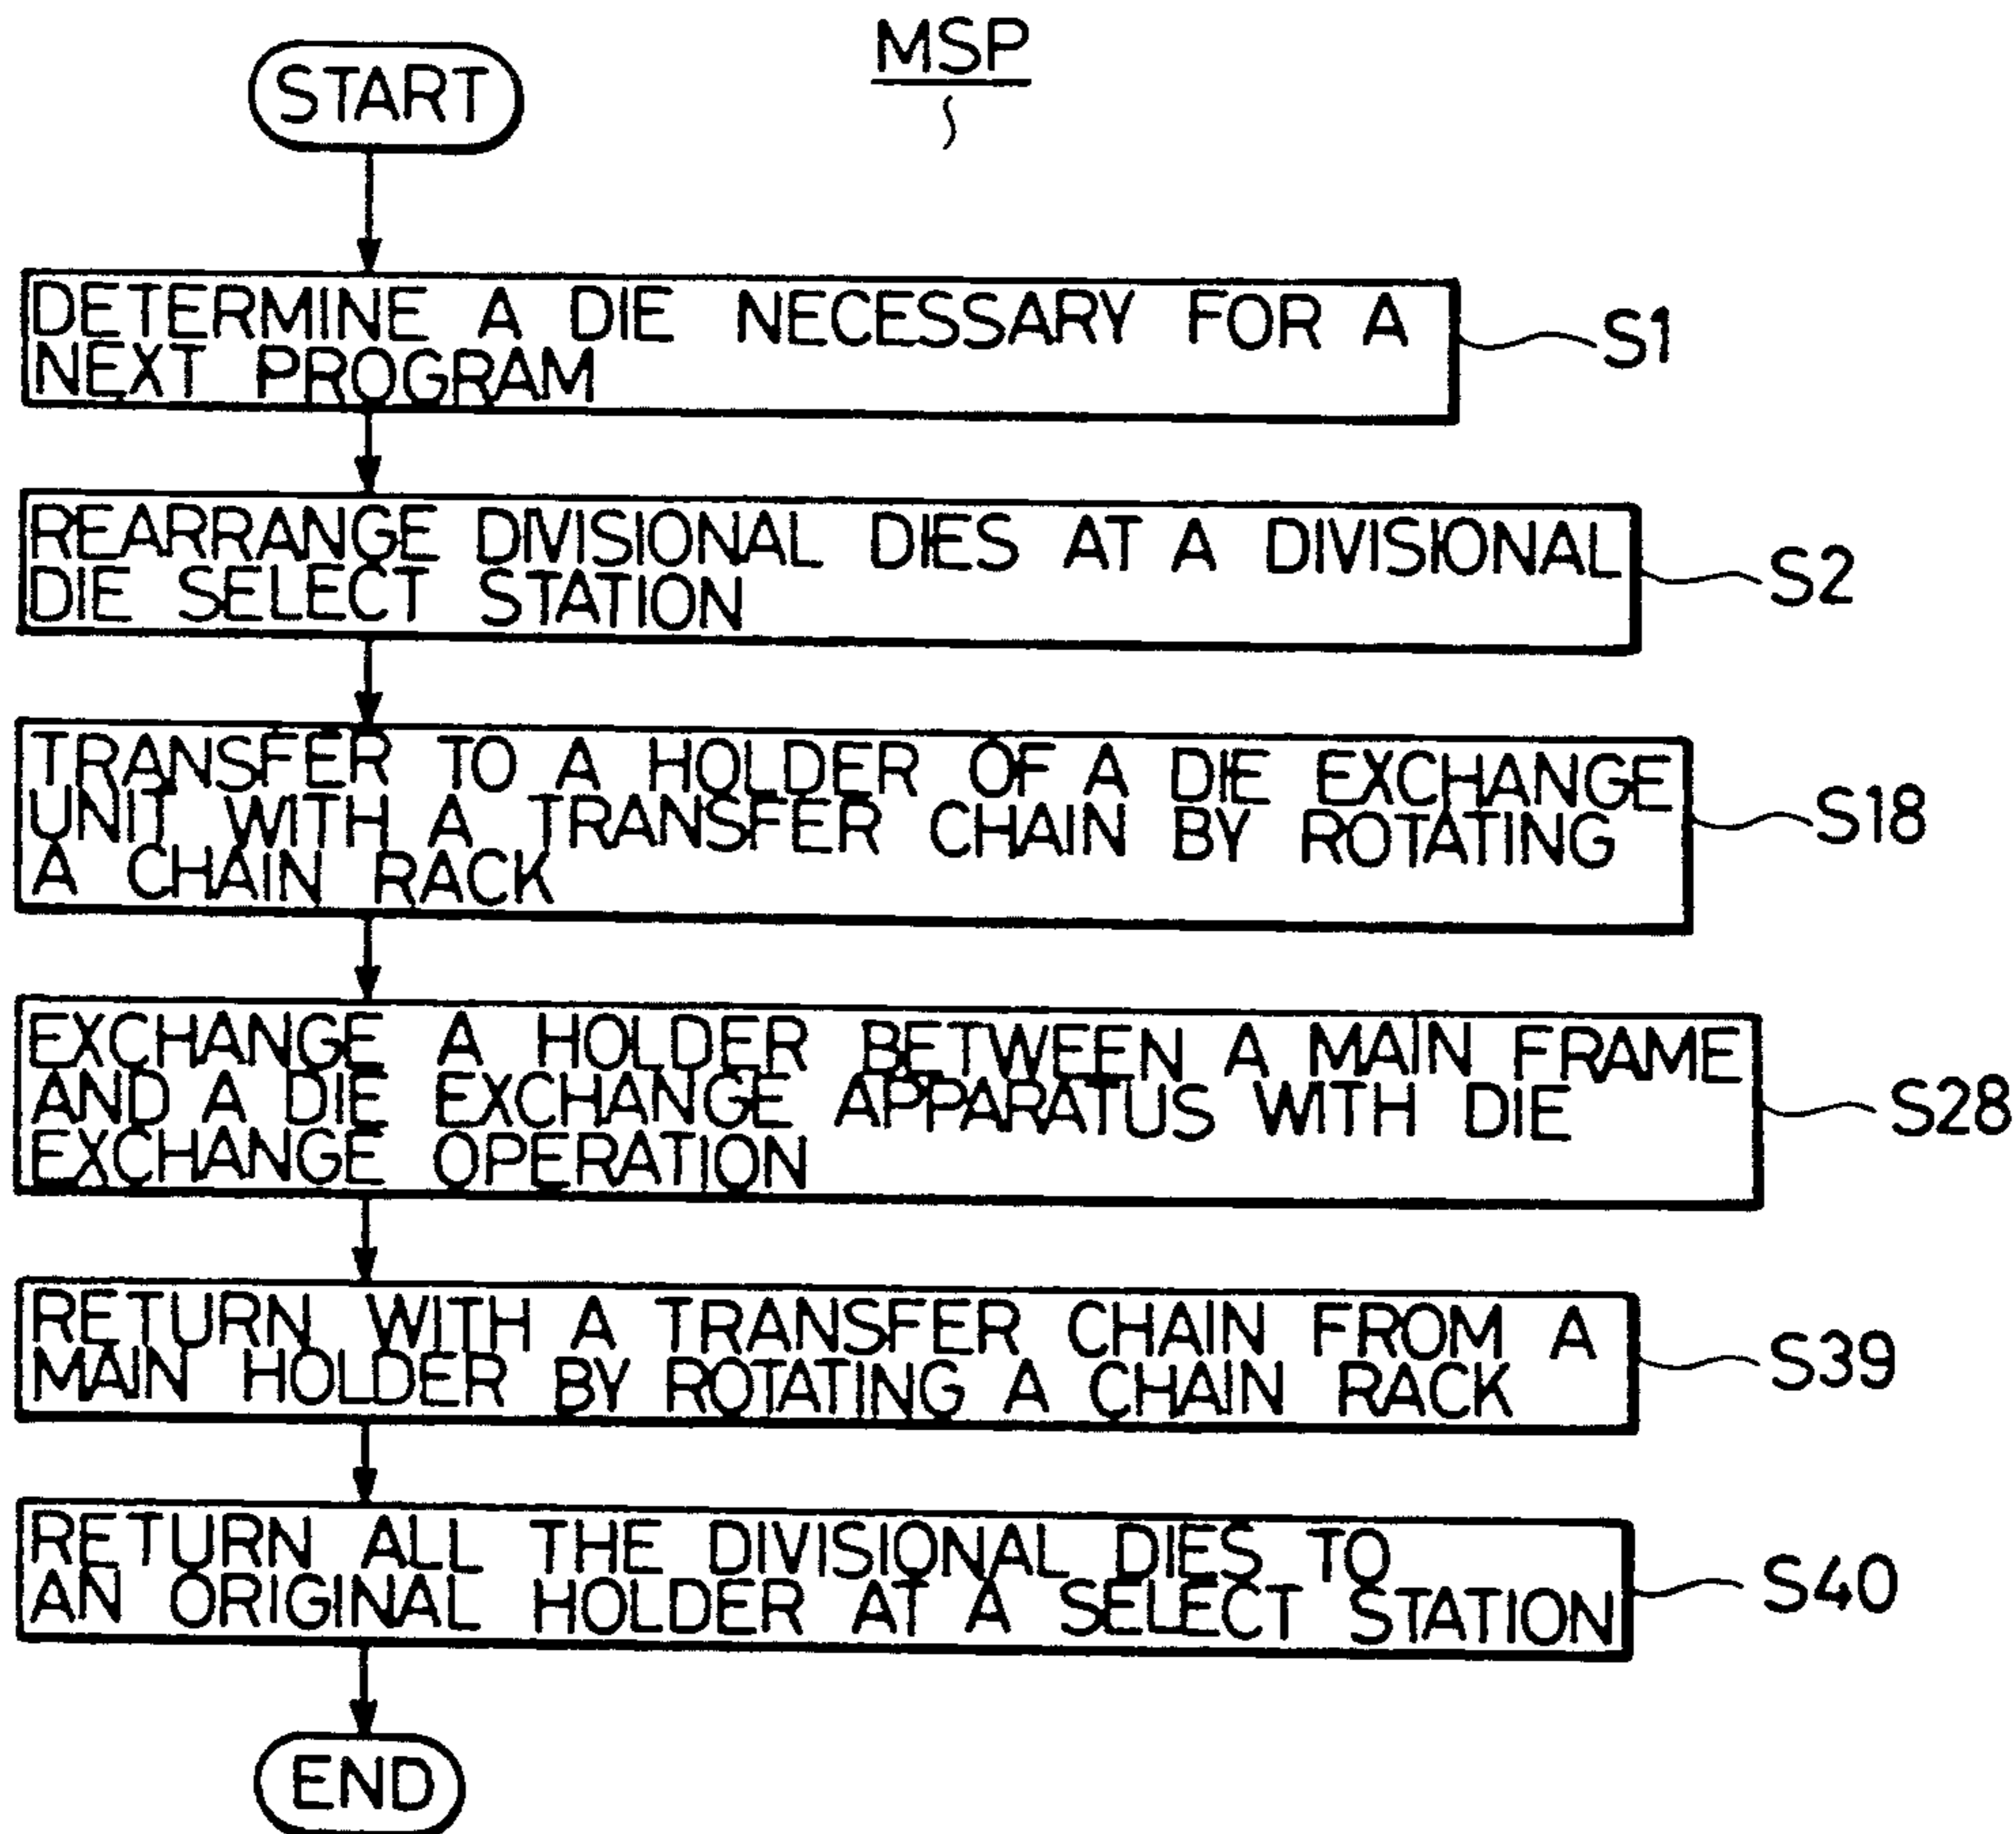 MSP
START
DETERMINE A DIE NECESSARY FOR A
NEXT PROGRAM
S1
REARRANGE DIVISIONAL DIES AT A DIVISIONAL
DIE SELECT STATION
S2
TRANSFER TO A HOLDER OF A DIE EXCHANGE
UNIT WITH A TRANSFER CHAIN BY ROTATING
A CHAIN RACK
S18
EXCHANGE A HOLDER BETWEEN A MAIN FRAME
AND A DIE EXCHANGE APPARATUS WITH DIE
EXCHANGE OPERATION
S28
RETURN WITH A TRANSFER CHAIN FROM A
MAIN HOLDER BY ROTATING A CHAIN RACK
S39
RETURN ALL THE DIVISIONAL DIES TO
AN ORIGINAL HOLDER AT A SELECT STATION
S40
END